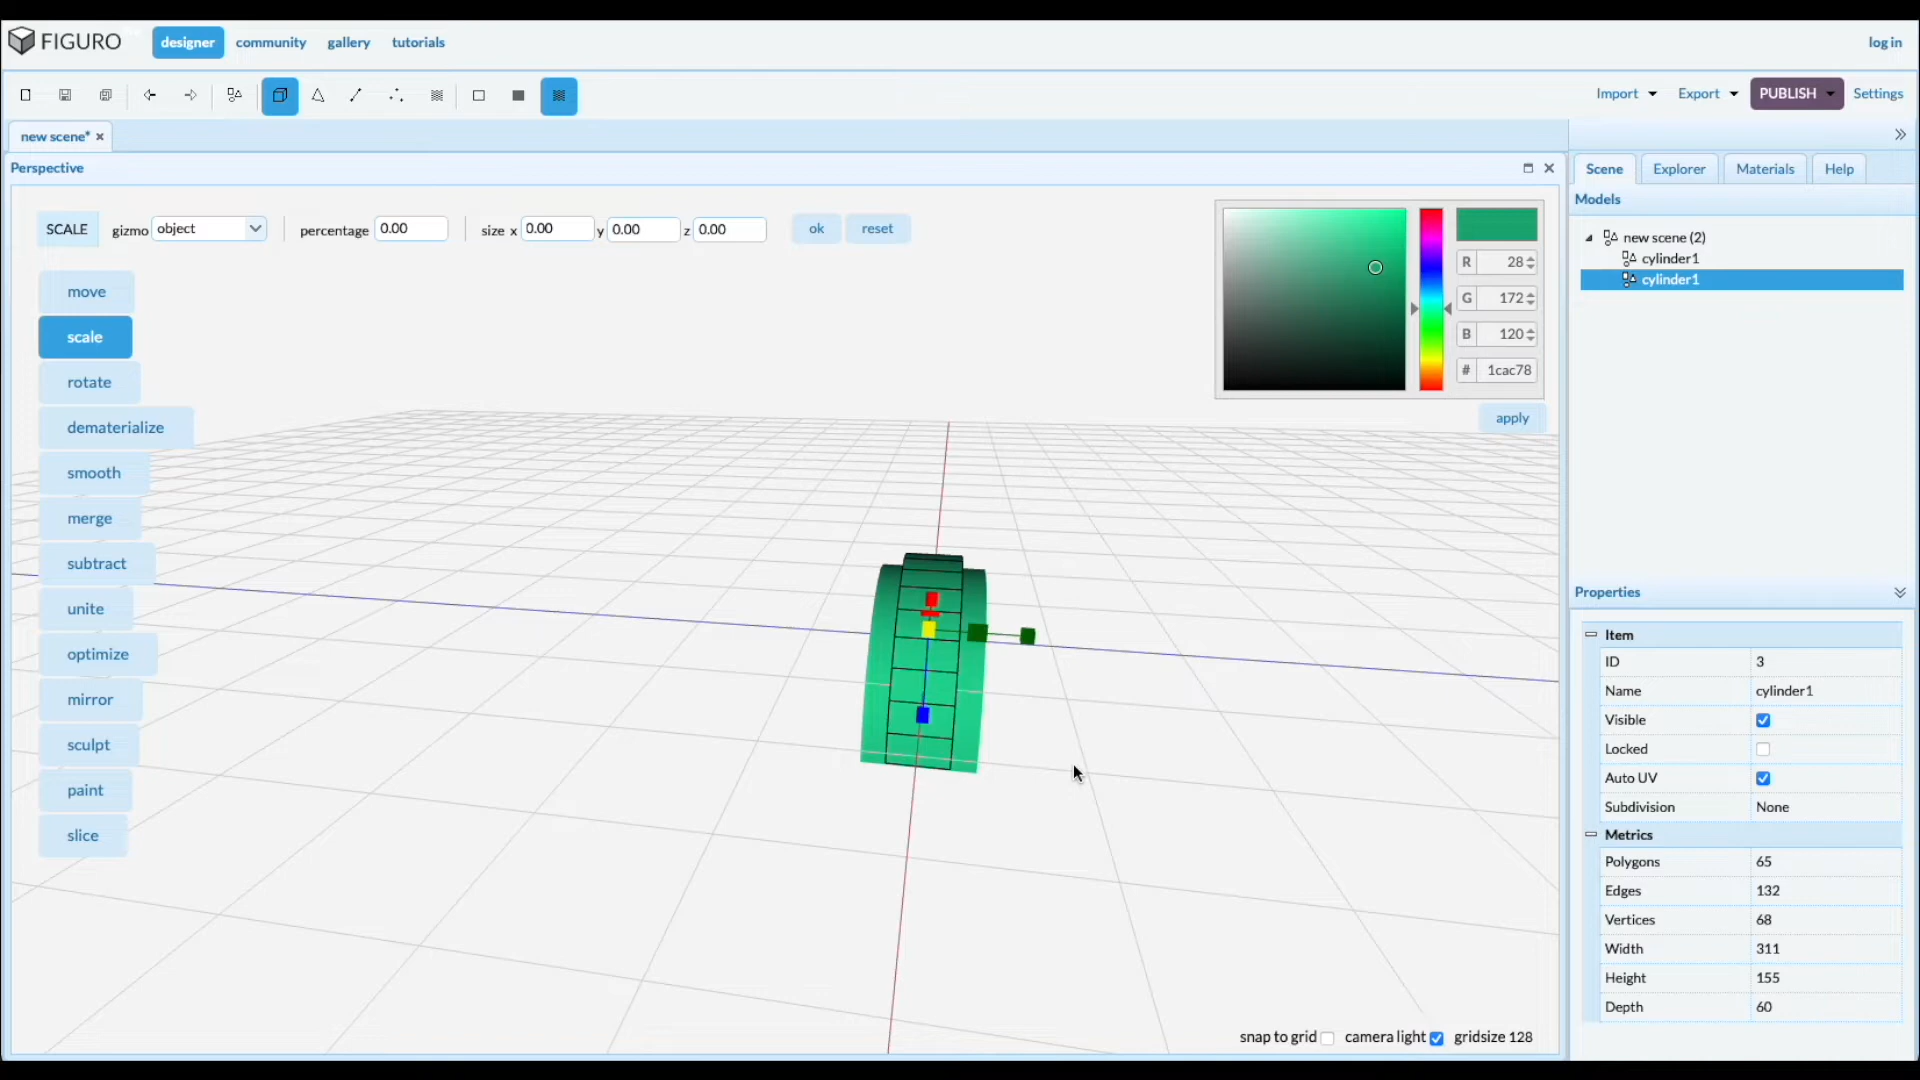 FIGURO designer community gallery tutorials log in
Import Export PUBLISH Settings
new scene*
Perspective
SCALE gizmo object percentage 0.00 size x 0.00 y 0.00 z 0.00 ok reset
move
scale
rotate
dematerialize
smooth
merge
subtract
unite
optimize
mirror
sculpt
paint
slice
R 28
G 172
B 120
# 1cac78
apply
snap to grid camera light gridsize 128
Scene Explorer Materials Help
Models
new scene (2)
cylinder1
cylinder1
Properties
Item
ID 3
Name cylinder1
Visible
Locked
Auto UV
Subdivision None
Metrics
Polygons 65
Edges 132
Vertices 68
Width 311
Height 155
Depth 60